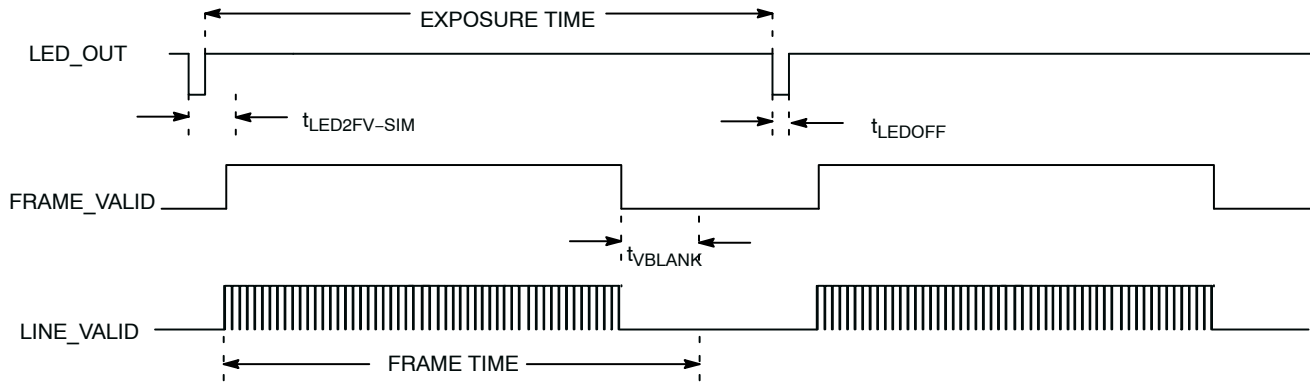 EXPOSURE TIME
LED_OUT
tLED2FV−SIM
tLEDOFF
FRAME_VALID
tVBLANK
LINE_VALID
FRAME TIME